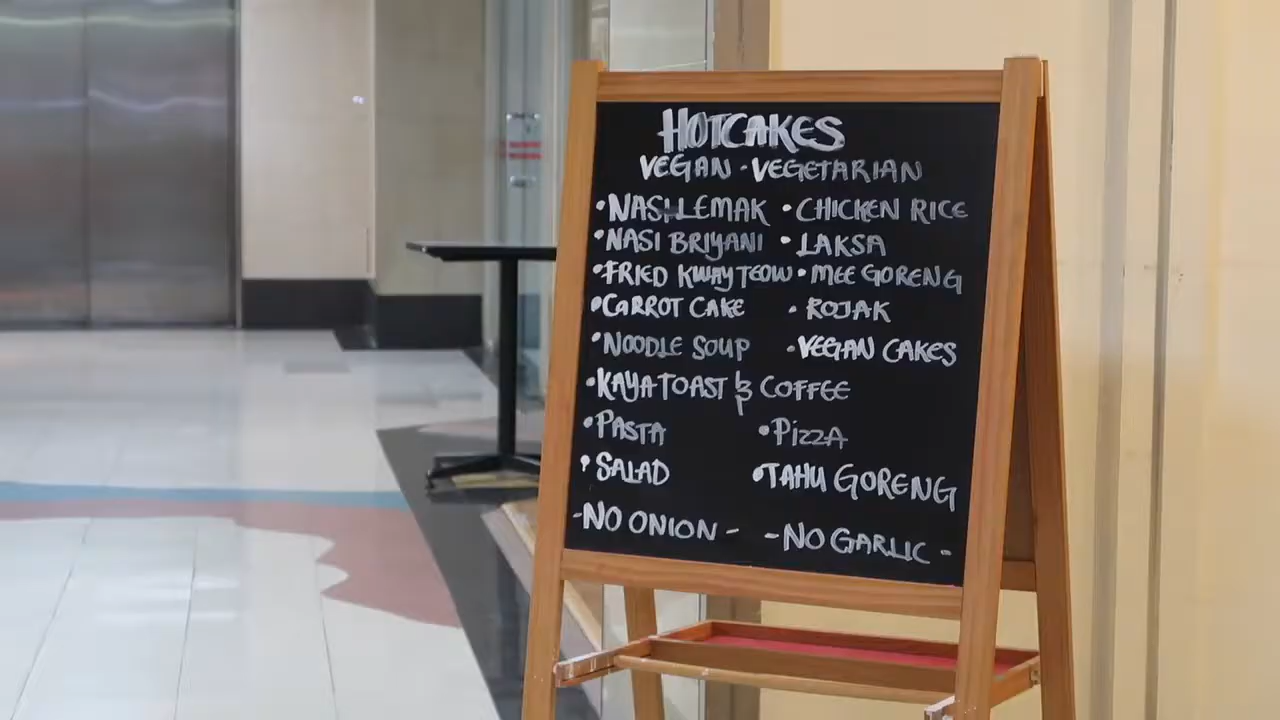 HOTCAKES
VEGAN · VEGETARIAN
• NASI LEMAK • CHICKEN RICE
• NASI BRIYANI • LAKSA
• FRIED KWAY TEOW • MEE GORENG
• CARROT CAKE • ROJAK
• NOODLE SOUP • VEGAN CAKES
• KAYA TOAST & COFFEE
• PASTA • PIZZA
• SALAD • TAHU GORENG
- NO ONION - - NO GARLIC -